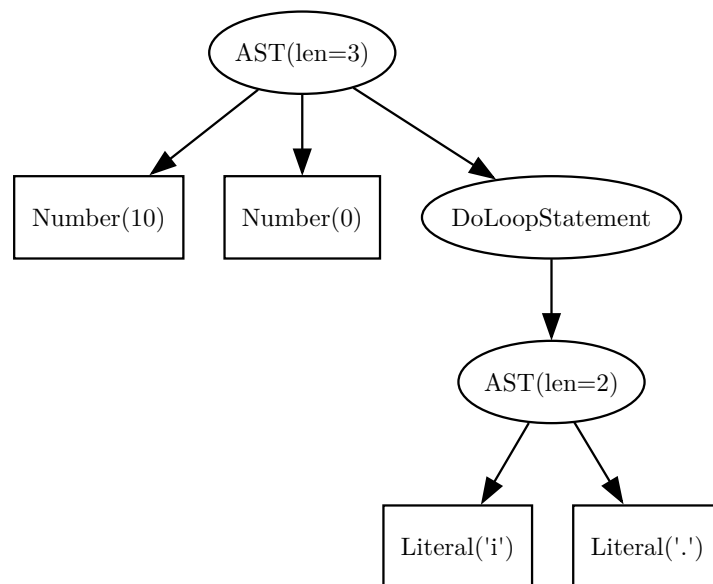 AST(len=3)
Number(10)
Number(0)
DoLoopStatement
AST(len=2)
Literal('i')
Literal('.')